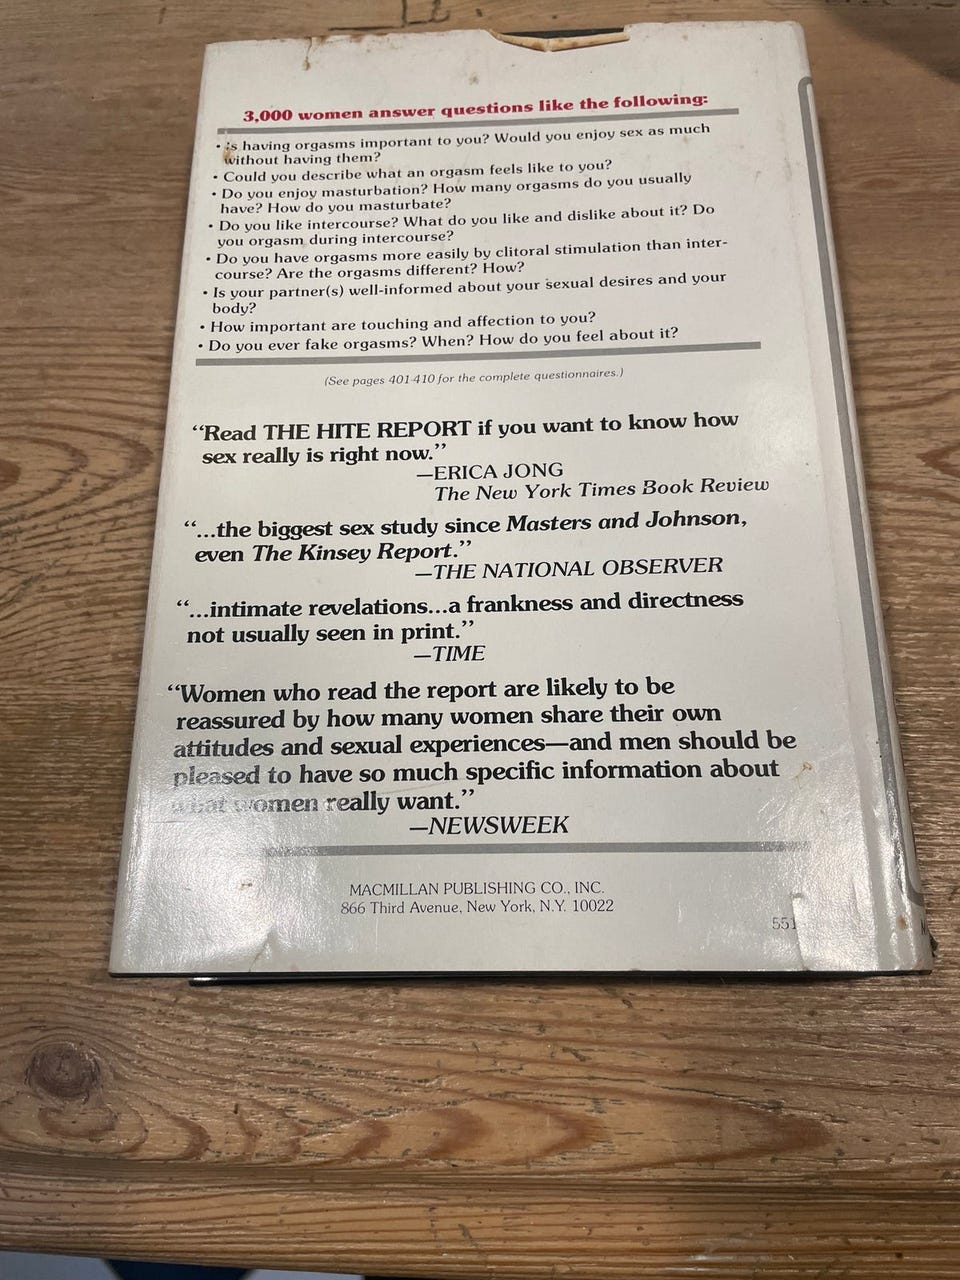 3,000 women answer questions like the following:
• is having orgasms important to you? Would you enjoy sex as much
without having them?
• Could you describe what an orgasm feels like to you?
• Do you enjoy masturbation? How many orgasms do you usually
have? How do you masturbate?
• Do you like intercourse? What do you like and dislike about it? Do
you orgasm during intercourse?
• Do you have orgasms more easily by clitoral stimulation than inter-
course? Are the orgasms different? How?
• Is your partner(s) well-informed about your sexual desires and your
body?
• How important are touching and affection to you?
• Do you ever fake orgasms? When? How do you feel about it?
(See pages 401-410 for the complete questionnaires.)
“Read THE HITE REPORT if you want to know how
sex really is right now.”
—ERICA JONG
The New York Times Book Review
“...the biggest sex study since Masters and Johnson,
even The Kinsey Report.”
—THE NATIONAL OBSERVER
“...intimate revelations...a frankness and directness
not usually seen in print.”
—TIME
“Women who read the report are likely to be
reassured by how many women share their own
attitudes and sexual experiences—and men should be
pleased to have so much specific information about
what women really want.”
—NEWSWEEK
MACMILLAN PUBLISHING CO., INC.
866 Third Avenue, New York, N.Y. 10022